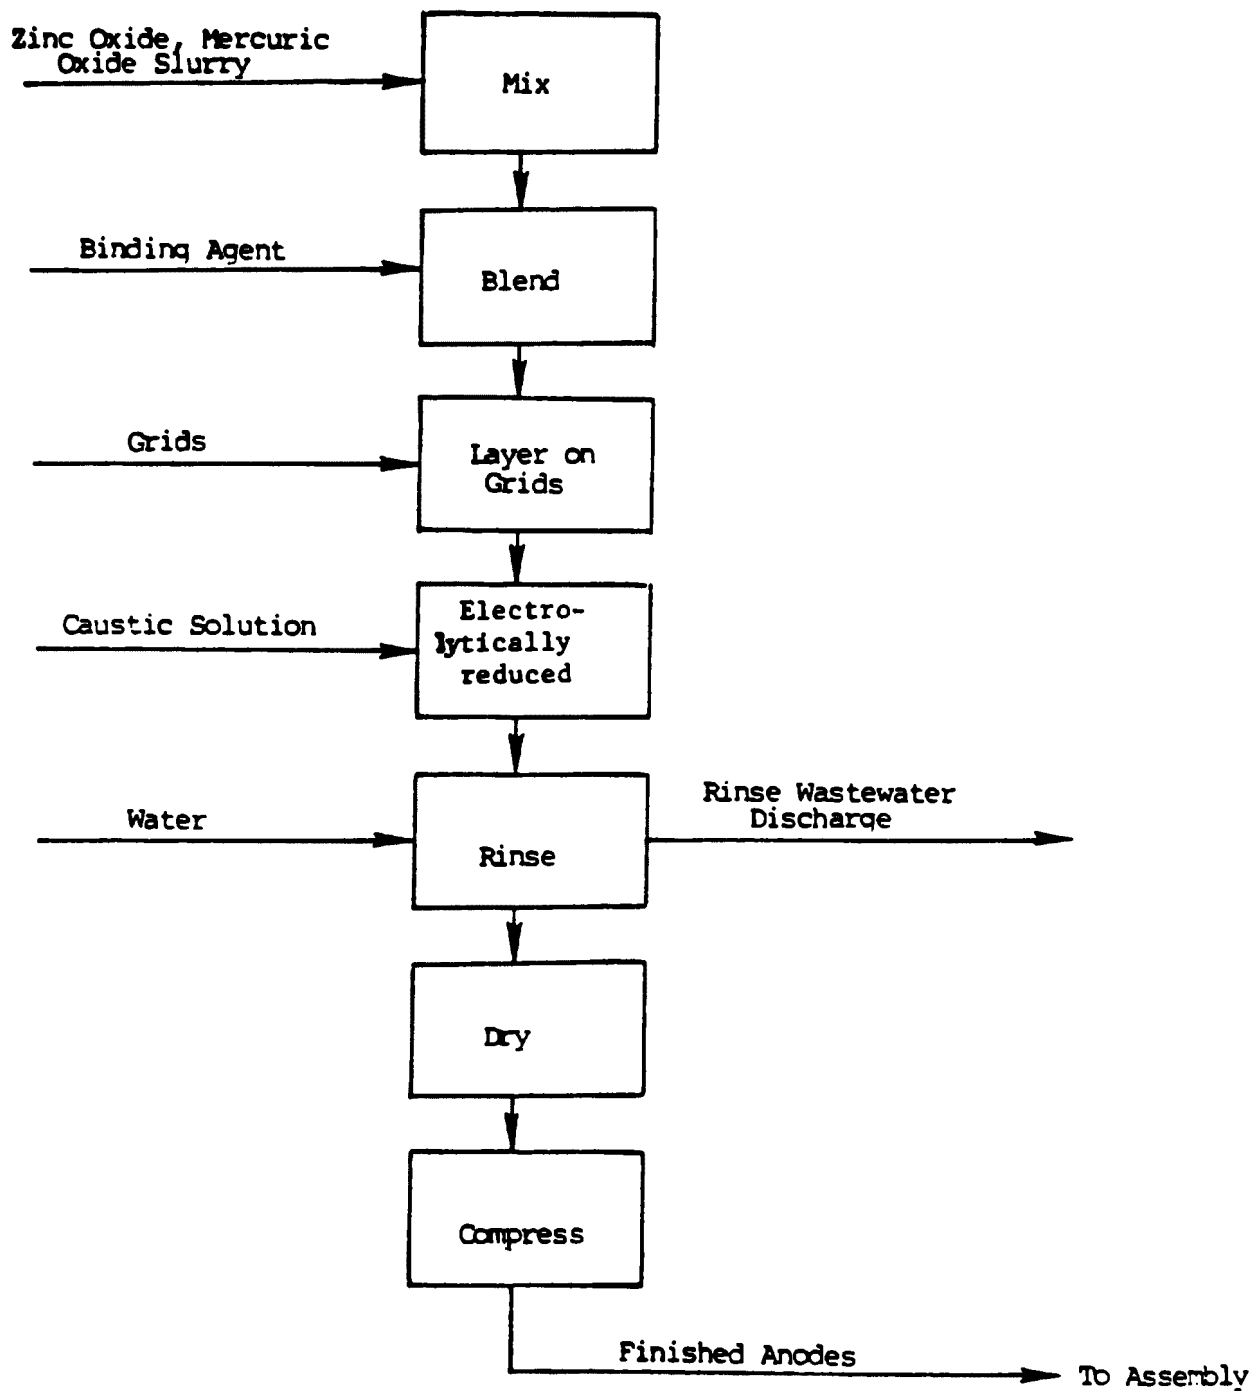 Zinc Oxide, Mercuric
Oxide Slurry
Mix
Binding Agent
Blend
Grids
Layer on
Grids
Caustic Solution
Electro-
lytically
reduced
Water
Rinse
Rinse Wastewater
Discharge
Dry
Compress
Finished Anodes
To Assembly